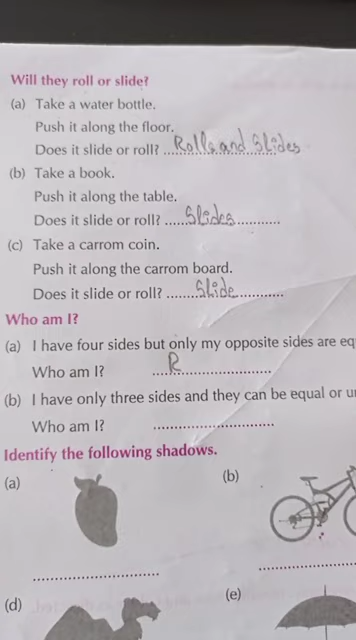 Will they roll or slide?
(a) Take a water bottle.
Push it along the floor.
Does it slide or roll? Rolls and Slides
(b) Take a book.
Push it along the table.
Does it slide or roll? Slides
(c) Take a carrom coin.
Push it along the carrom board.
Does it slide or roll? Slide
Who am I?
(a) I have four sides but only my opposite sides are eq
Who am I? R
(b) I have only three sides and they can be equal or u
Who am I?
Identify the following shadows.
(a)
(b)
(d)
(e)